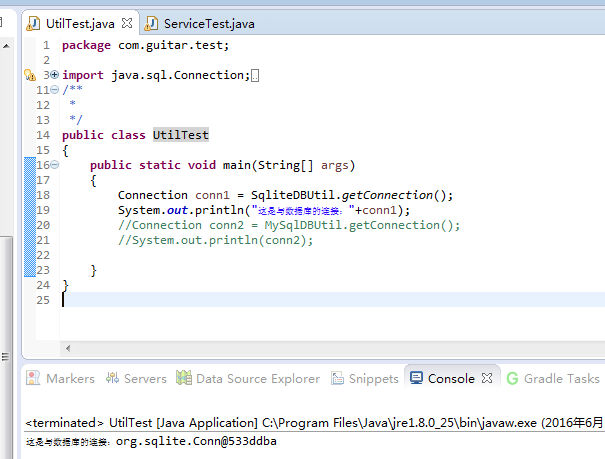 UtilTest.java ServiceTest.java
1 package com.guitar.test;
2
3 import java.sql.Connection;
11 /**
12  *
13  */
14 public class UtilTest
15 {
16     public static void main(String[] args)
17     {
18         Connection conn1 = SqliteDBUtil.getConnection();
19         System.out.println("这是与数据库的连接："+conn1);
20         //Connection conn2 = MySqlDBUtil.getConnection();
21         //System.out.println(conn2);
22
23     }
24 }
25
Markers Servers Data Source Explorer Snippets Console Gradle Tasks
<terminated> UtilTest [Java Application] C:\Program Files\Java\jre1.8.0_25\bin\javaw.exe (2016年6月
这是与数据库的连接：org.sqlite.Conn@533ddba